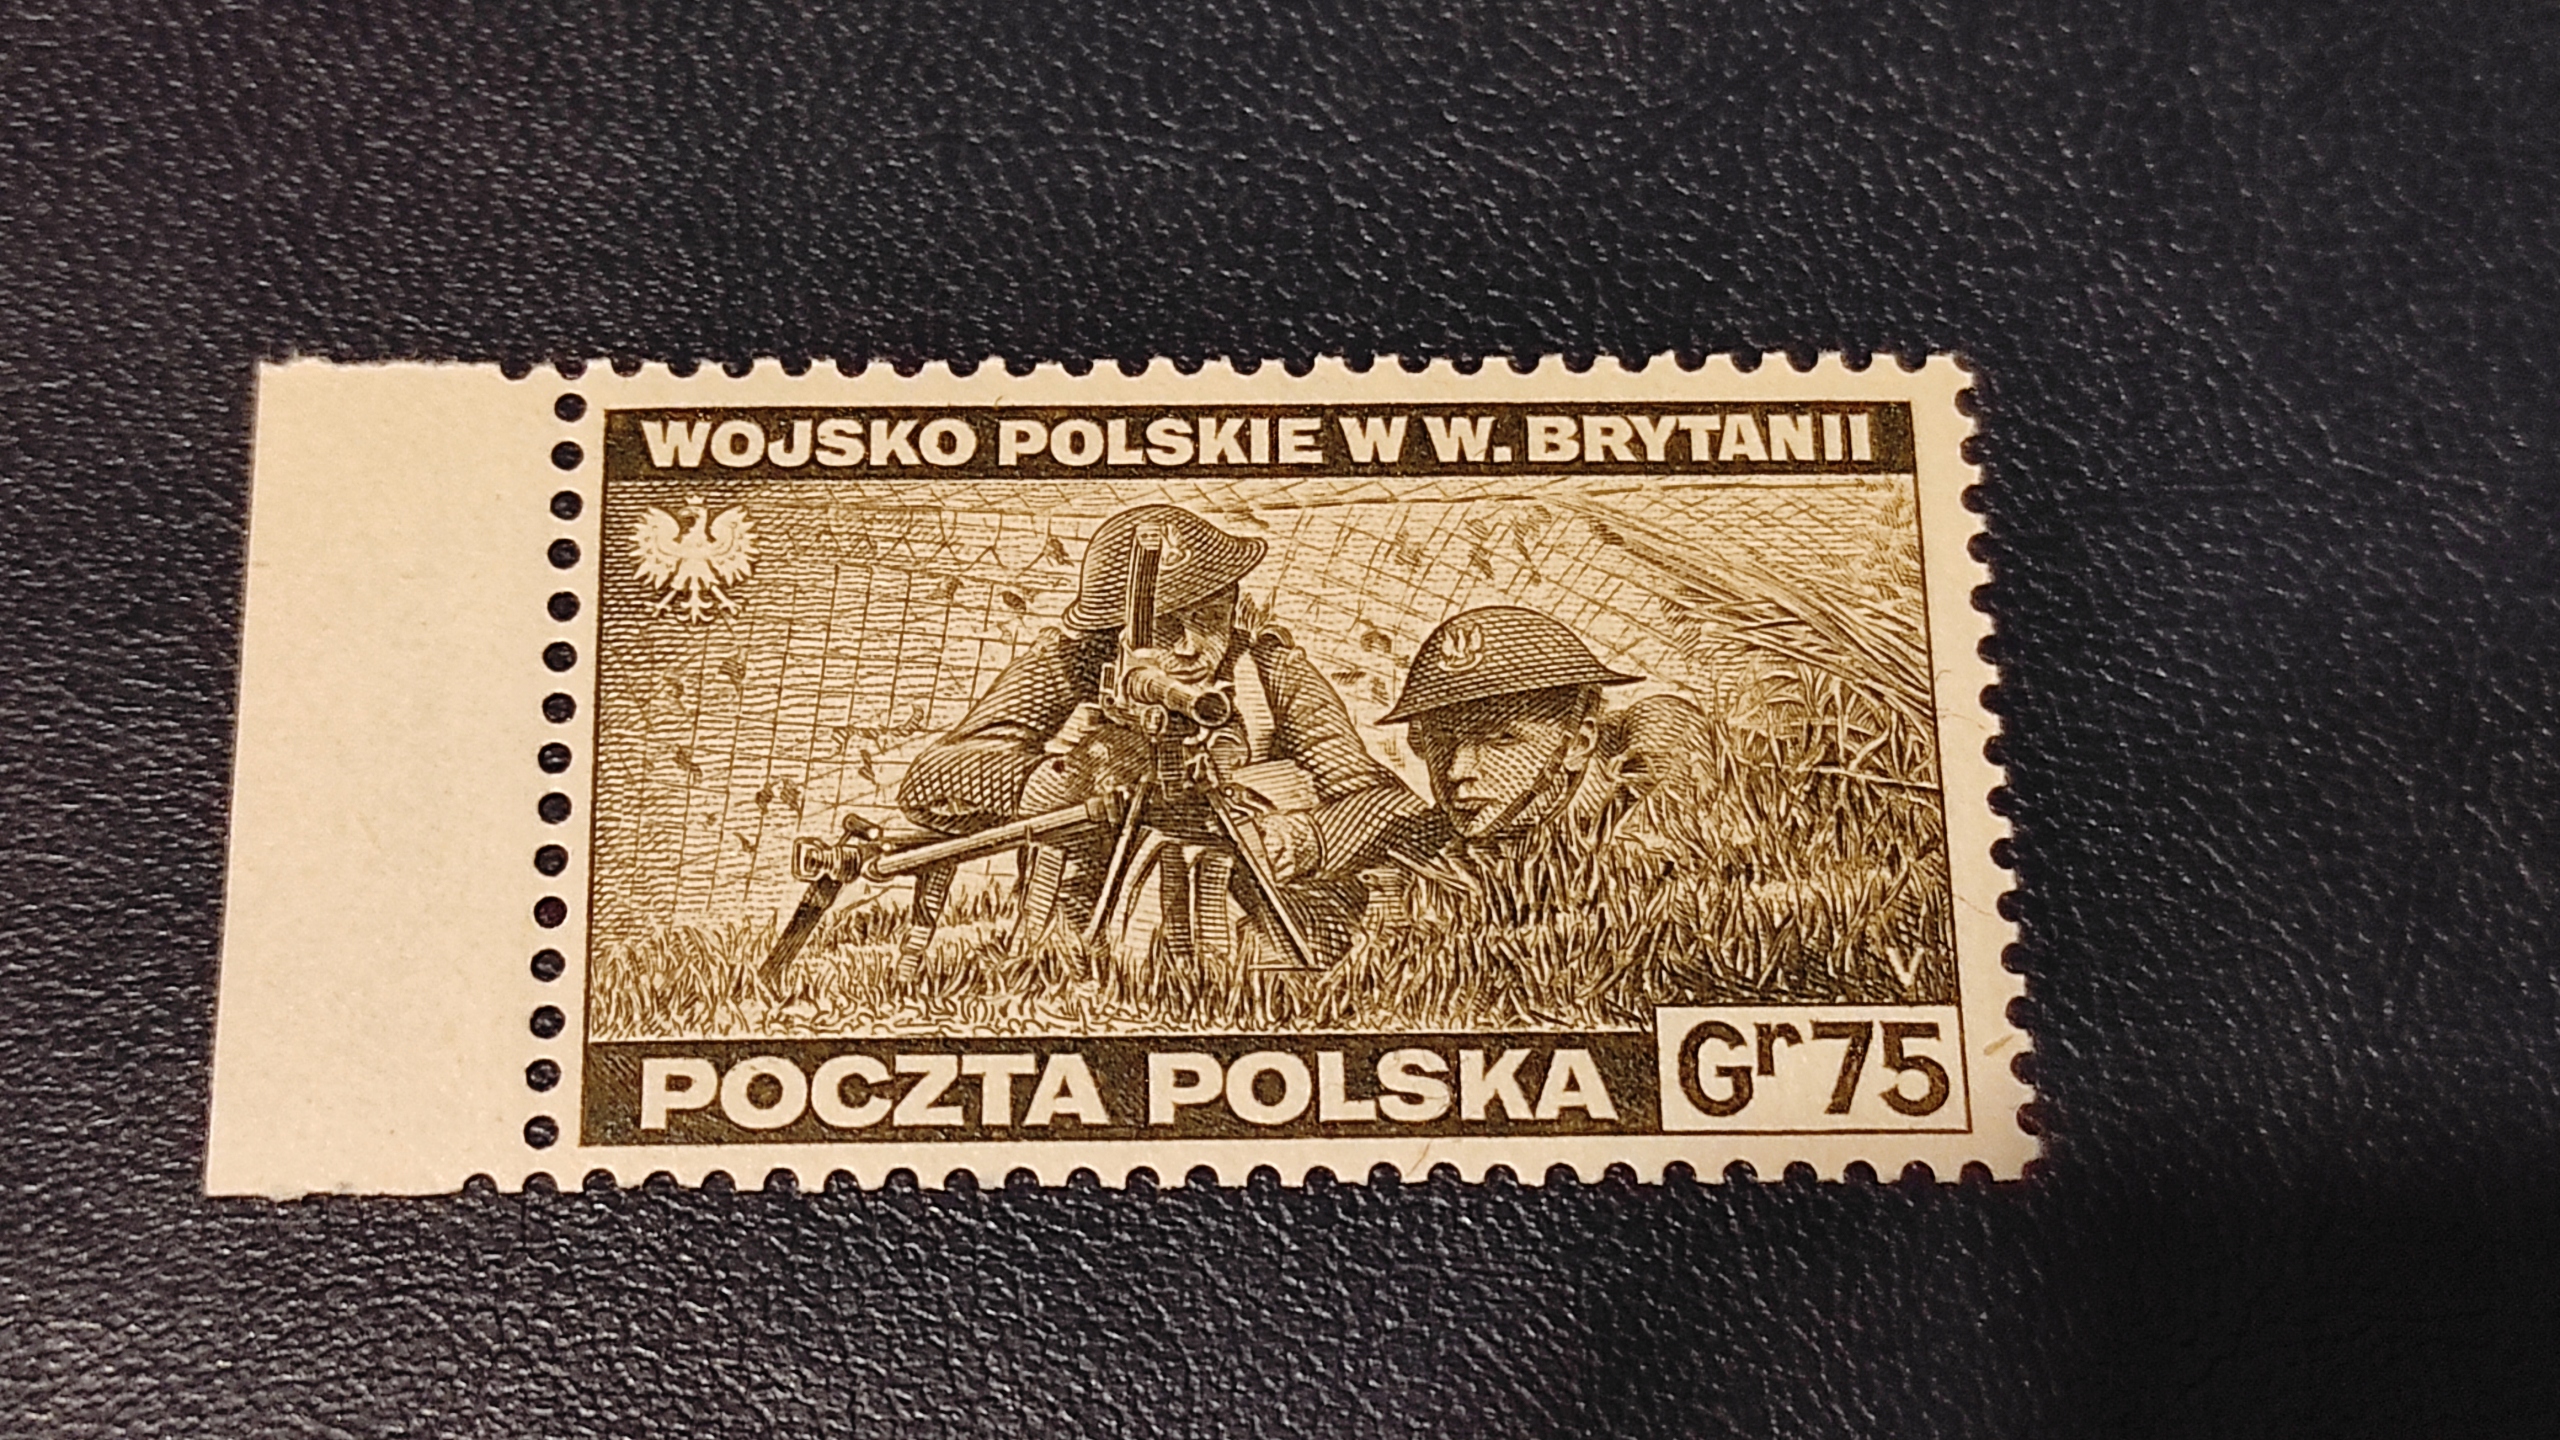 WOJSKO POLSKIE W W. BRYTANII
V
POCZTA POLSKA Gr 75